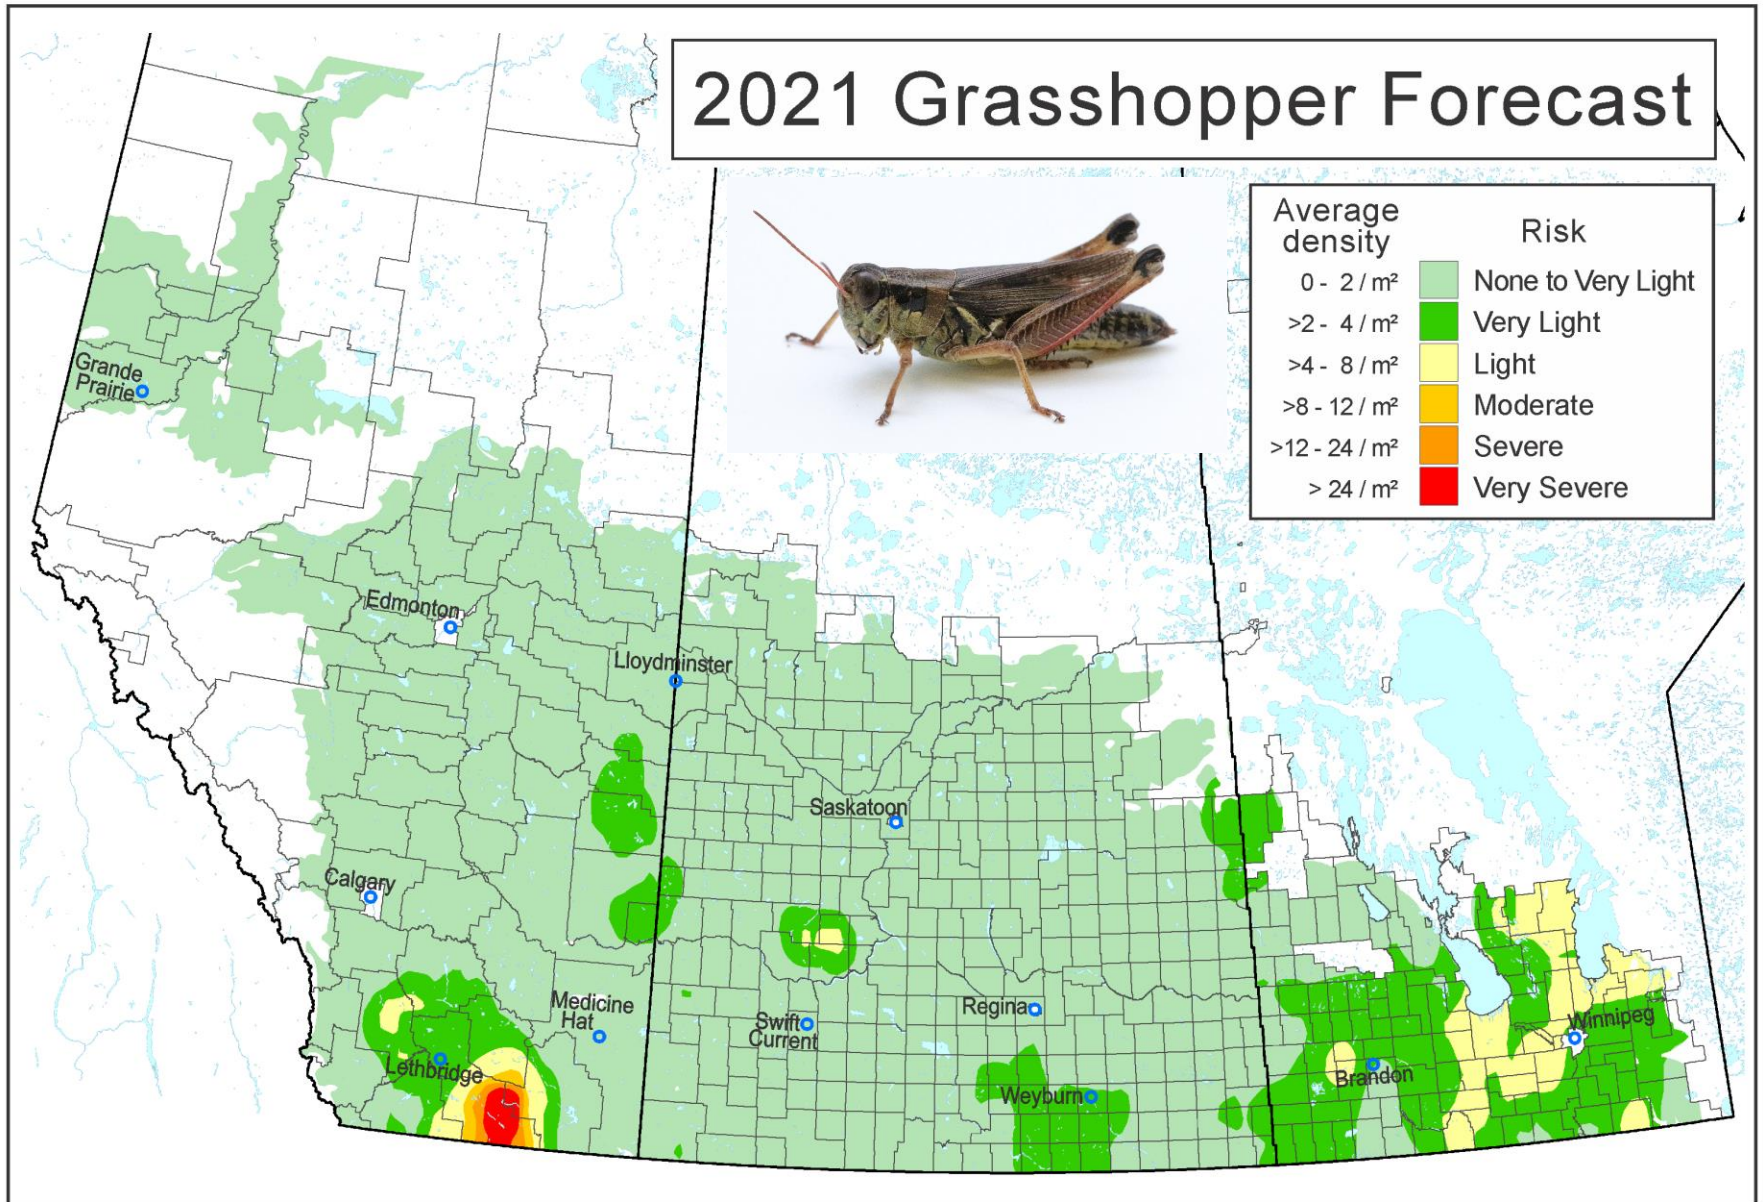 2021 Grasshopper Forecast
Average
density
Risk
0 - 2 / m² None to Very Light
>2 - 4 / m² Very Light
>4 - 8 / m² Light
>8 - 12 / m² Moderate
>12 - 24 / m² Severe
> 24 / m² Very Severe
Grande
Prairie
Edmonton
Lloydminster
Saskatoon
Calgary
Medicine
Hat
Swift
Current
Regina
Winnipeg
Lethbridge
Weyburn
Brandon